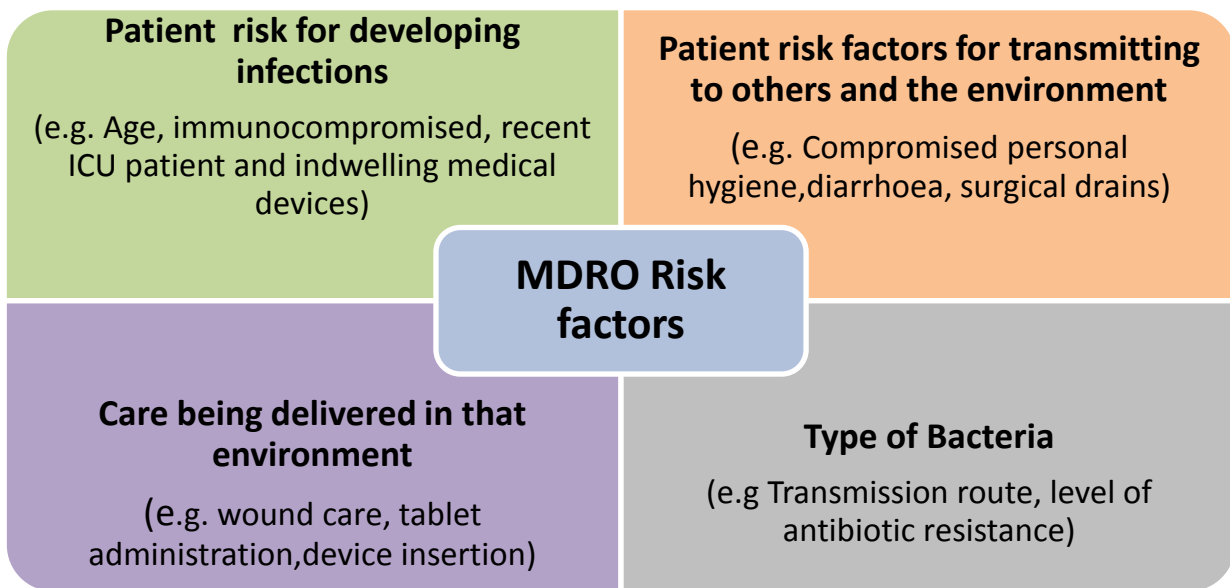 Patient risk for developing
infections
(e.g. Age, immunocompromised, recent
ICU patient and indwelling medical
devices)
Patient risk factors for transmitting
to others and the environment
(e.g. Compromised personal
hygiene,diarrhoea, surgical drains)
MDRO Risk
factors
Care being delivered in that
environment
(e.g. wound care, tablet
administration,device insertion)
Type of Bacteria
(e.g Transmission route, level of
antibiotic resistance)